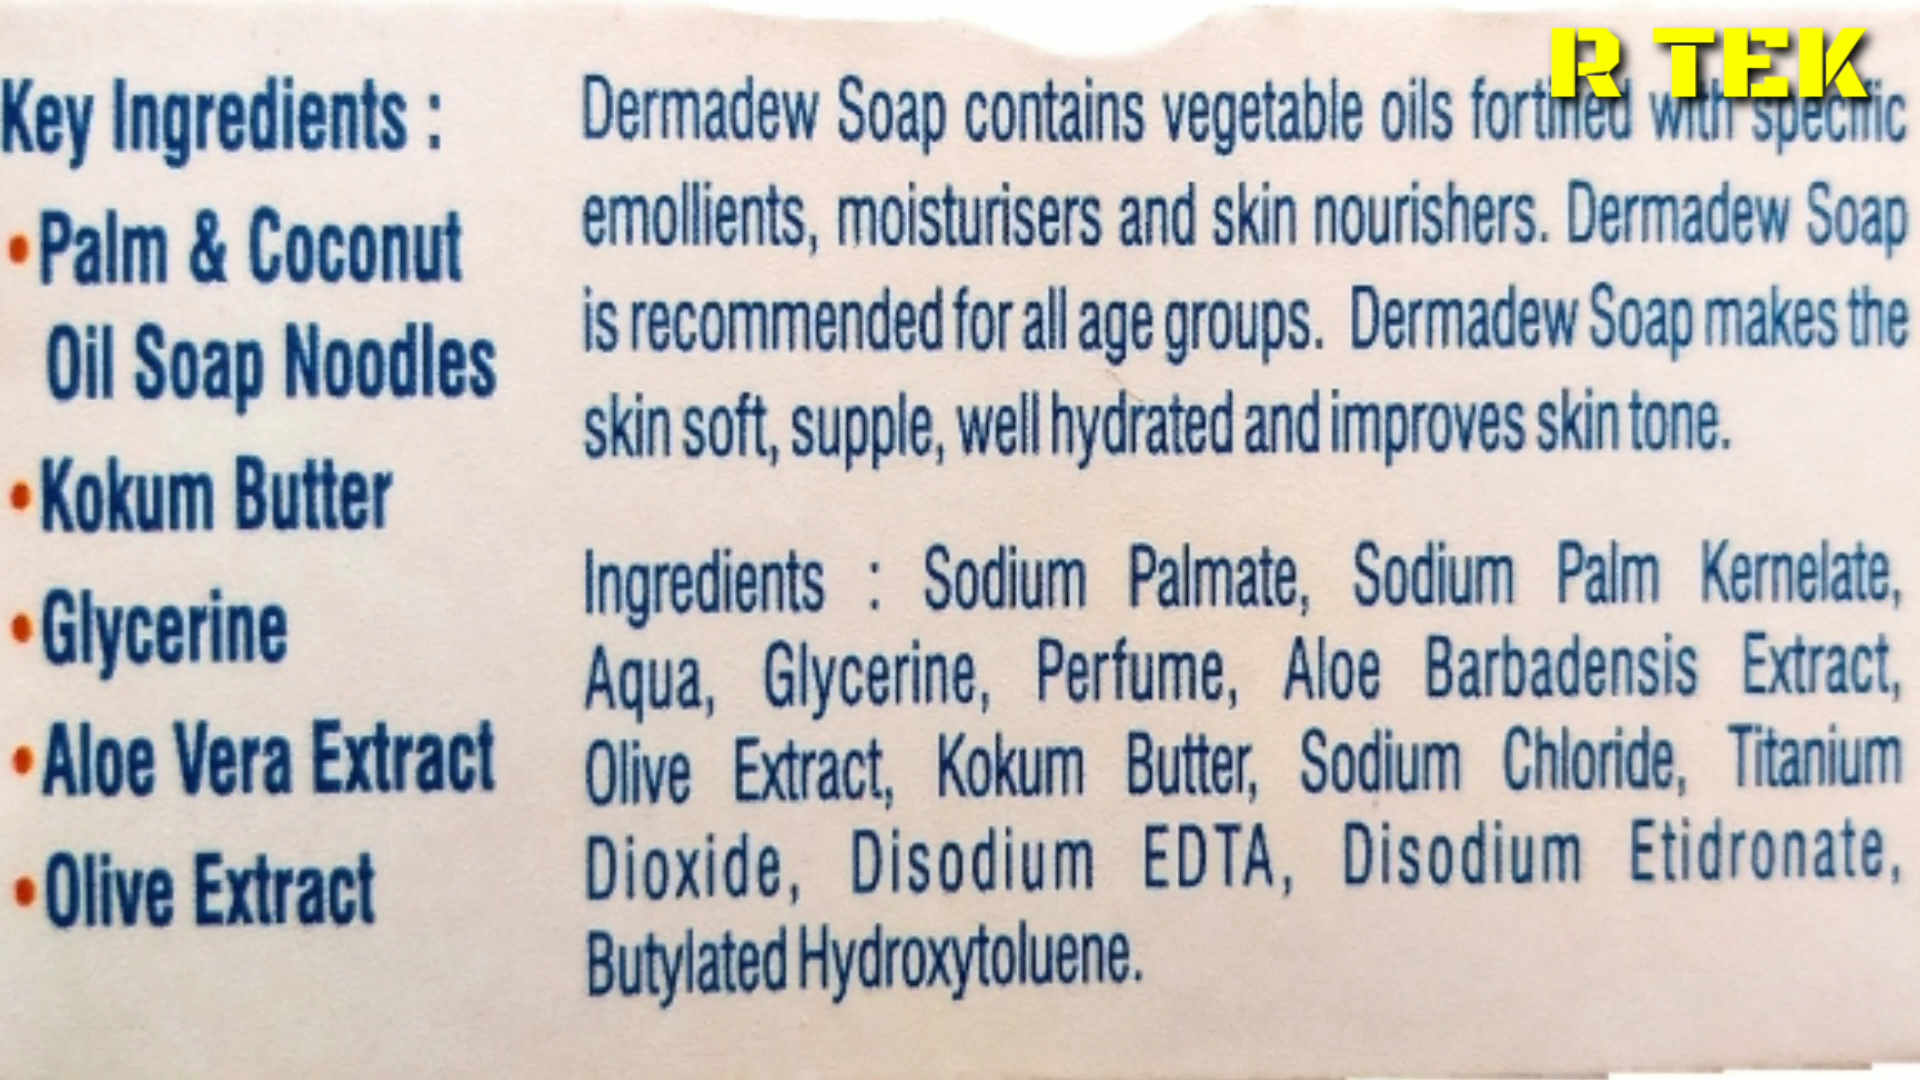 R TEK
Key Ingredients :
•Palm & Coconut
Oil Soap Noodles
•Kokum Butter
•Glycerine
•Aloe Vera Extract
•Olive Extract
Dermadew Soap contains vegetable oils fortified with specific
emollients, moisturisers and skin nourishers. Dermadew Soap
is recommended for all age groups. Dermadew Soap makes the
skin soft, supple, well hydrated and improves skin tone.
Ingredients : Sodium Palmate, Sodium Palm Kernelate,
Aqua, Glycerine, Perfume, Aloe Barbadensis Extract,
Olive Extract, Kokum Butter, Sodium Chloride, Titanium
Dioxide, Disodium EDTA, Disodium Etidronate,
Butylated Hydroxytoluene.